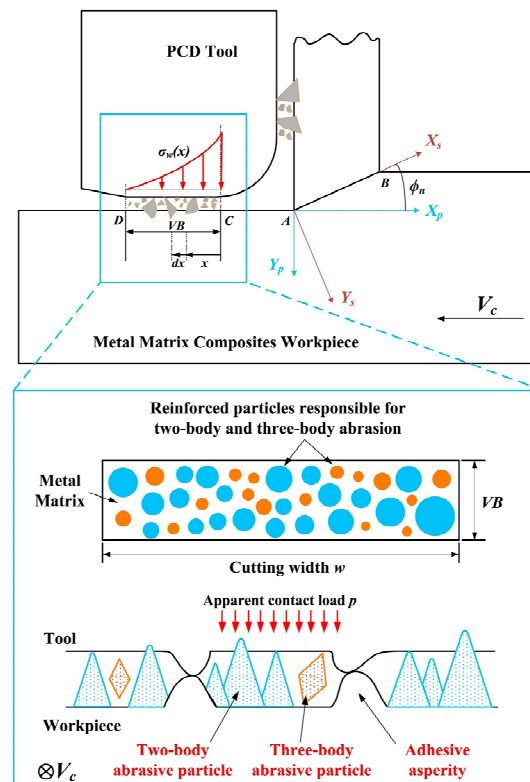 PCD Tool
σw(x)
Xs
B
ϕn
D
C
A
Xp
VB
dx
x
Yp
Ys
Vc
Metal Matrix Composites Workpiece
Reinforced particles responsible for
two-body and three-body abrasion
Metal
Matrix
VB
Cutting width w
Apparent contact load p
Tool
Workpiece
Two-body
abrasive particle
Three-body
abrasive particle
Adhesive
asperity
⊗Vc